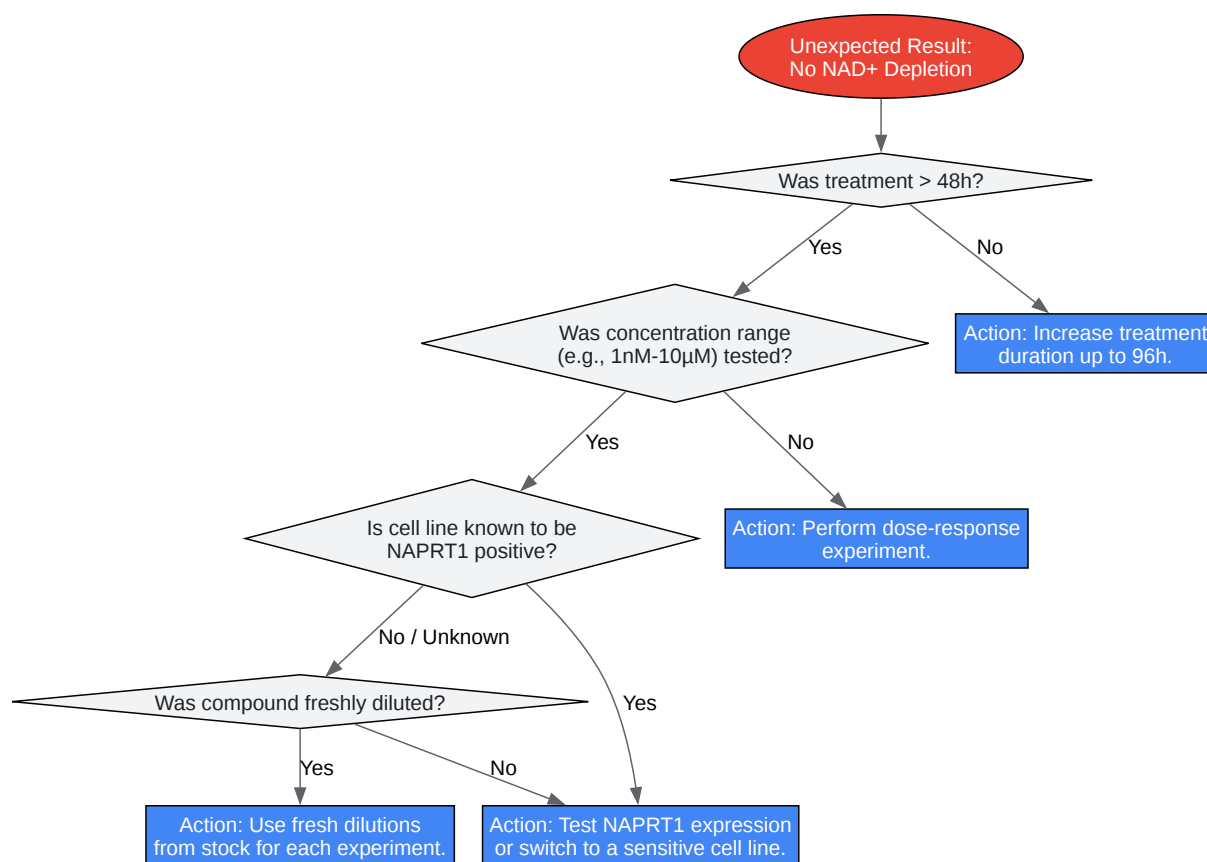 Unexpected Result:
No NAD+ Depletion
Was treatment > 48h?
Yes
No
Was concentration range
(e.g., 1nM-10µM) tested?
Action: Increase treatment
duration up to 96h.
Yes
No
Is cell line known to be
NAPRT1 positive?
Action: Perform dose-response
experiment.
No / Unknown
Yes
Was compound freshly diluted?
Yes
No
Action: Use fresh dilutions
from stock for each experiment.
Action: Test NAPRT1 expression
or switch to a sensitive cell line.